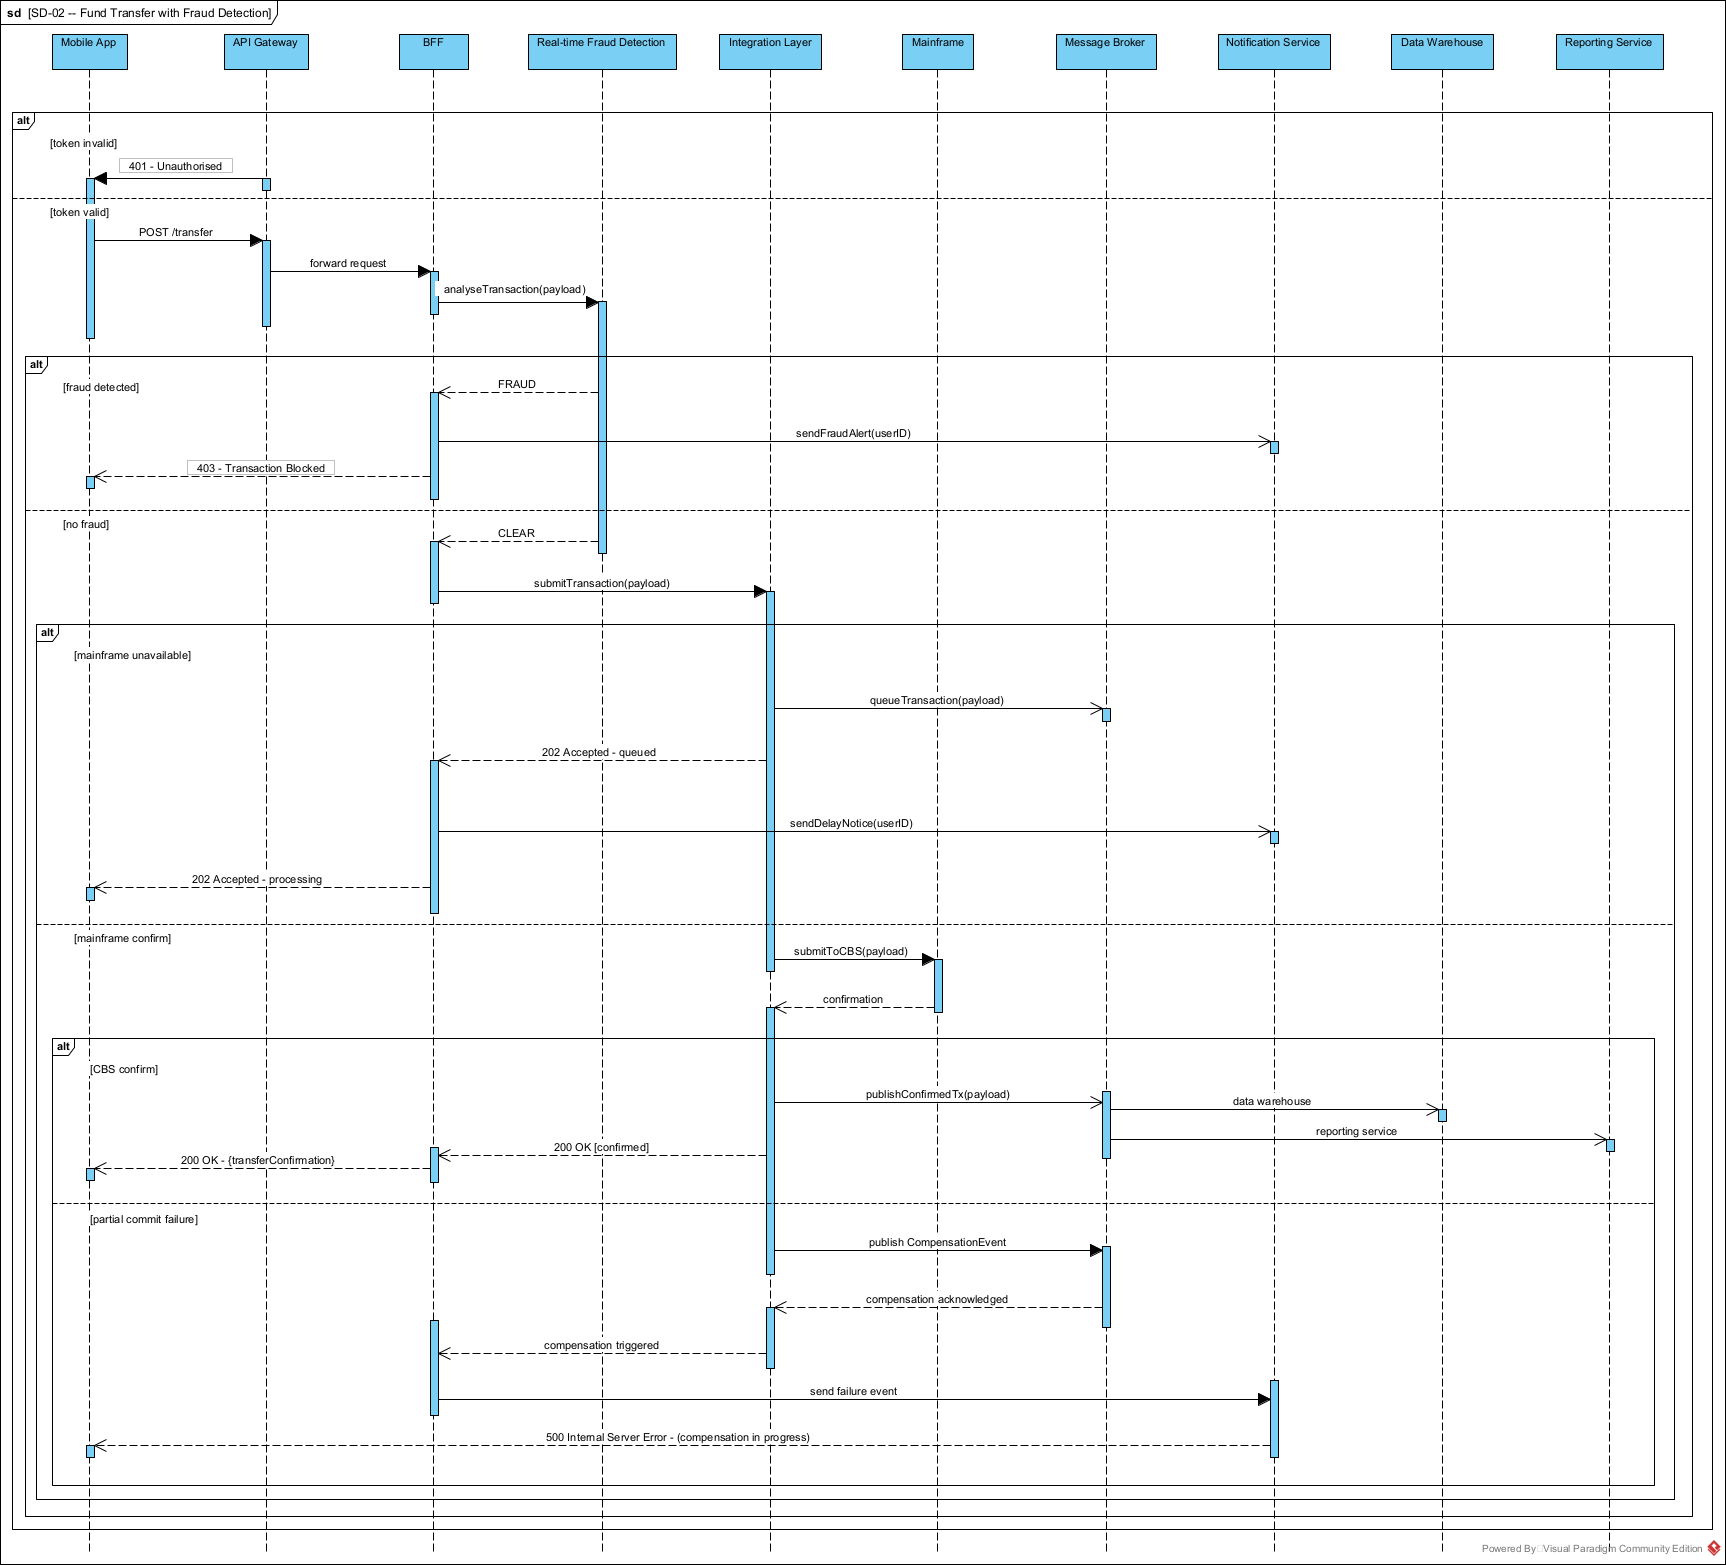 sd [SD-02 -- Fund Transfer with Fraud Detection]
Mobile App
API Gateway
BFF
Real-time Fraud Detection
Integration Layer
Mainframe
Message Broker
Notification Service
Data Warehouse
Reporting Service
alt
[token invalid]
401 - Unauthorised
[token valid]
POST /transfer
forward request
analyseTransaction(payload)
alt
[fraud detected]
FRAUD
sendFraudAlert(userID)
403 - Transaction Blocked
[no fraud]
CLEAR
submitTransaction(payload)
alt
[mainframe unavailable]
queueTransaction(payload)
202 Accepted - queued
sendDelayNotice(userID)
202 Accepted - processing
[mainframe confirm]
submitToCBS(payload)
confirmation
alt
[CBS confirm]
publishConfirmedTx(payload)
data warehouse
reporting service
200 OK [confirmed]
200 OK - {transferConfirmation}
[partial commit failure]
publish CompensationEvent
compensation acknowledged
compensation triggered
send failure event
500 Internal Server Error - (compensation in progress)
Powered By Visual Paradigm Community Edition